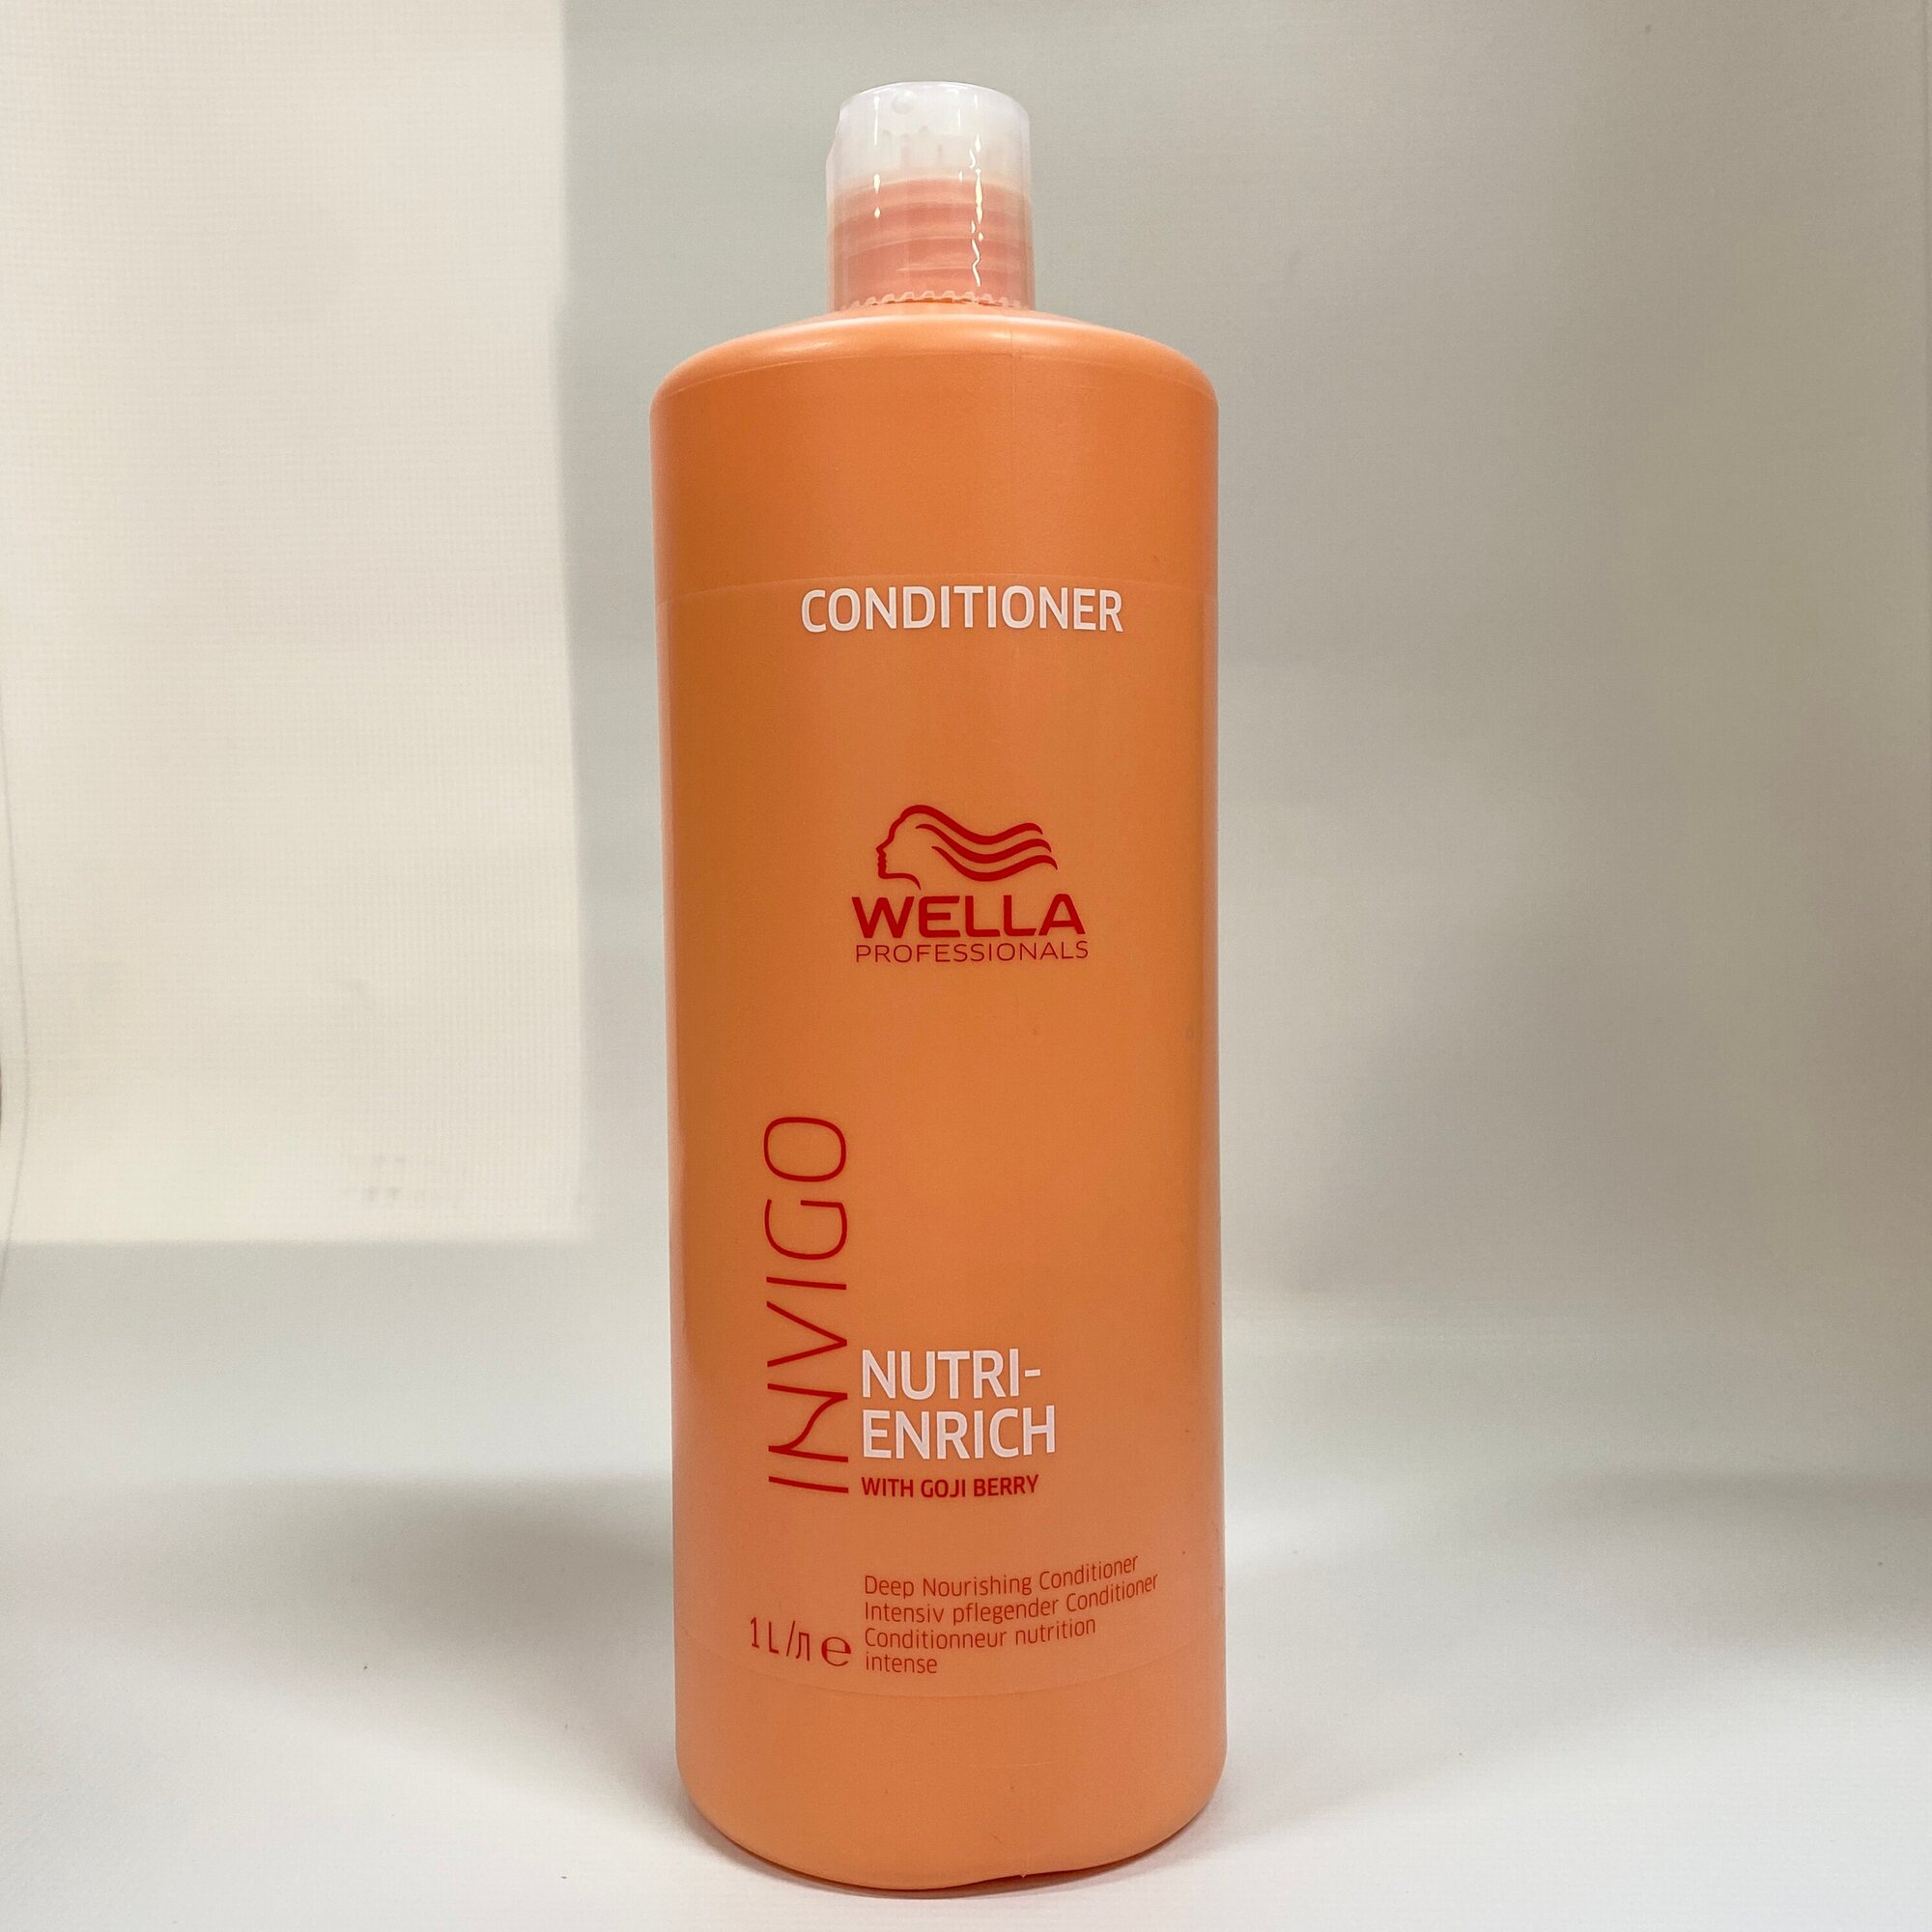 CONDITIONER
WELLA
PROFESSIONALS
INVIGO
NUTRI-
ENRICH
WITH GOJI BERRY
Deep Nourishing Conditioner
Intensiv pflegender Conditioner
Conditionneur nutrition
intense
1 L/л ℮